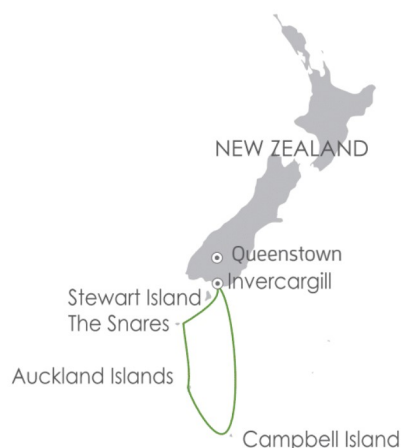 NEW ZEALAND
Queenstown
Invercargill
Stewart Island
The Snares
Auckland Islands
Campbell Island